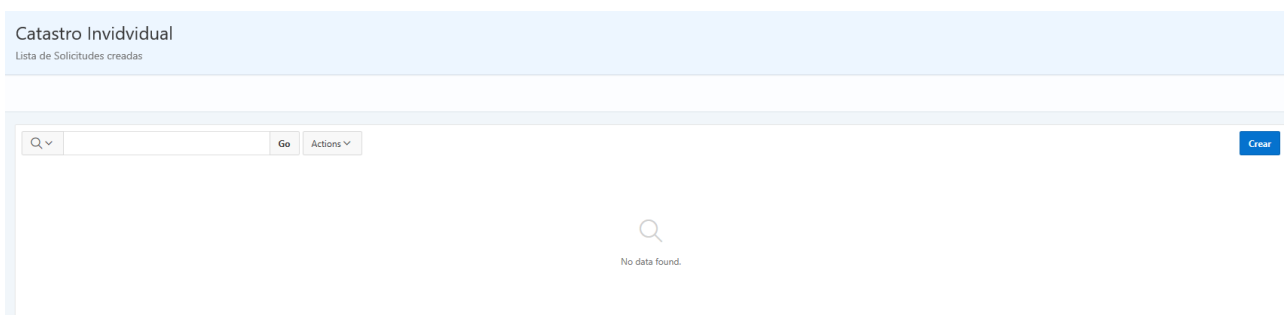 Catastro Invidvidual
Lista de Solicitudes creadas
Go Actions Crear
No data found.